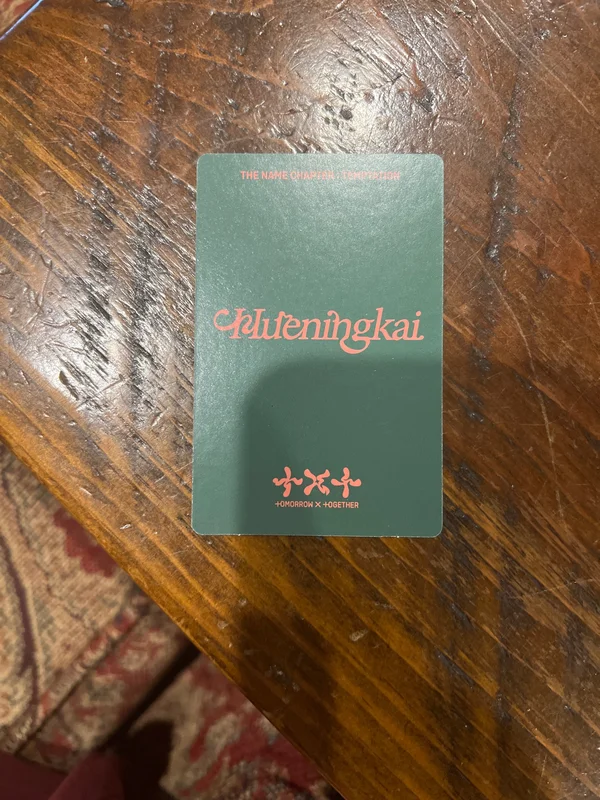 THE NAME CHAPTER : TEMPTATION
Hueningkai
TOMORROW X TOGETHER